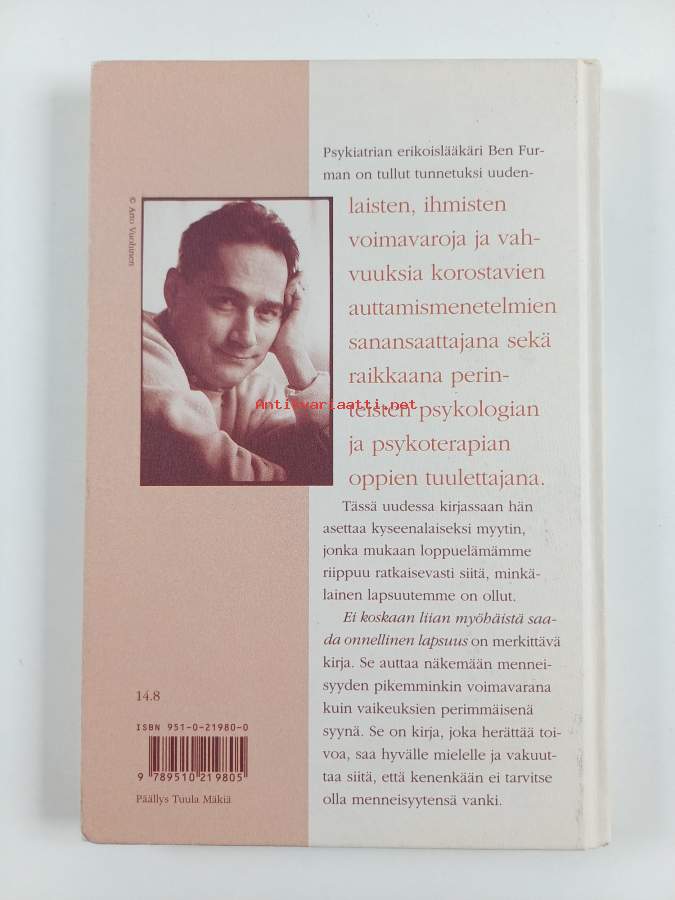 Psykiatrian erikoislääkäri Ben Fur-
man on tullut tunnetuksi uuden-
laisten, ihmisten
voimavaroja ja vah-
vuuksia korostavien
auttamismenetelmien
sanansaattajana sekä
raikkaana perin-
teisten psykologian
ja psykoterapian
oppien tuulettajana.
Tässä uudessa kirjassaan hän
asettaa kyseenalaiseksi myytin,
jonka mukaan loppuelämämme
riippuu ratkaisevasti siitä, minkä-
lainen lapsuutemme on ollut.
Ei koskaan liian myöhäistä saa-
da onnellinen lapsuus on merkittävä
kirja. Se auttaa näkemään mennei-
syyden pikemminkin voimavarana
kuin vaikeuksien perimmäisenä
syynä. Se on kirja, joka herättää toi-
voa, saa hyvälle mielelle ja vakuut-
taa siitä, että kenenkään ei tarvitse
olla menneisyytensä vanki.
© Arto Vuohinen
Antikvariaatti.net
14.8
ISBN 951-0-21980-0
9 789510 219805
Päällys Tuula Mäkiä